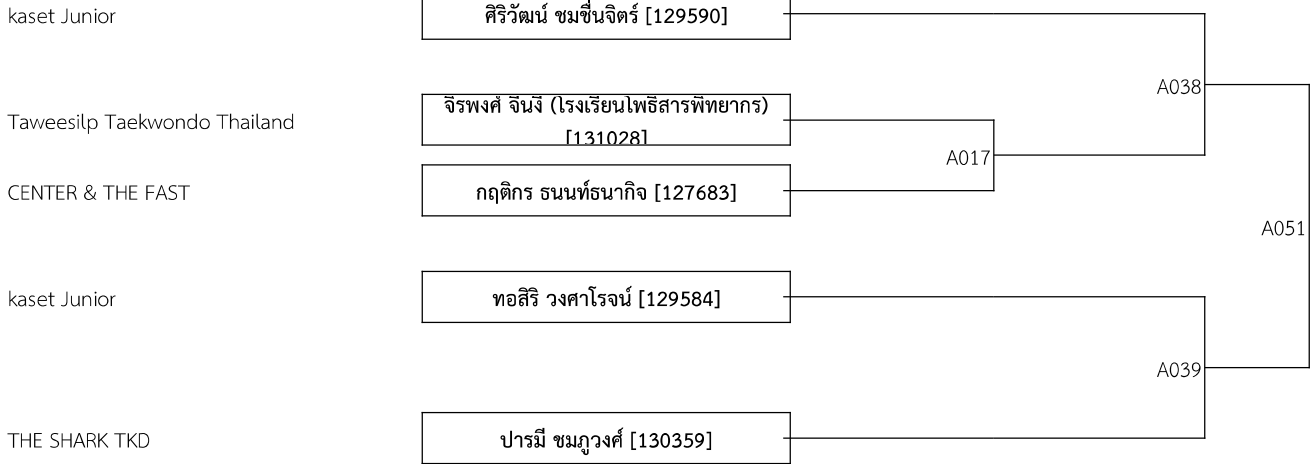 kaset Junior
ศิริวัฒน์ ชมชื่นจิตร์ [129590]
A038
Taweesilp Taekwondo Thailand
จิรพงศ์ จีนงี่ (โรงเรียนโพธิสารพิทยากร)
[131028]
A017
CENTER & THE FAST
กฤติกร ธนนท์ธนากิจ [127683]
A051
kaset Junior
ทอสิริ วงศาโรจน์ [129584]
A039
THE SHARK TKD
ปารมี ชมภูวงศ์ [130359]